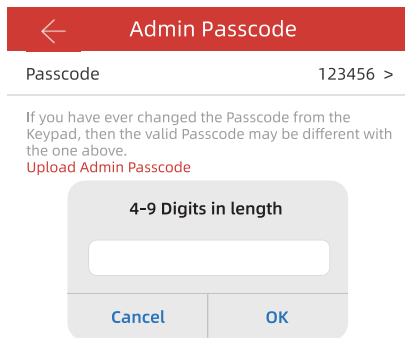 Admin Passcode
Passcode 123456 >
If you have ever changed the Passcode from the
Keypad, then the valid Passcode may be different with
the one above.
Upload Admin Passcode
4-9 Digits in length
Cancel OK